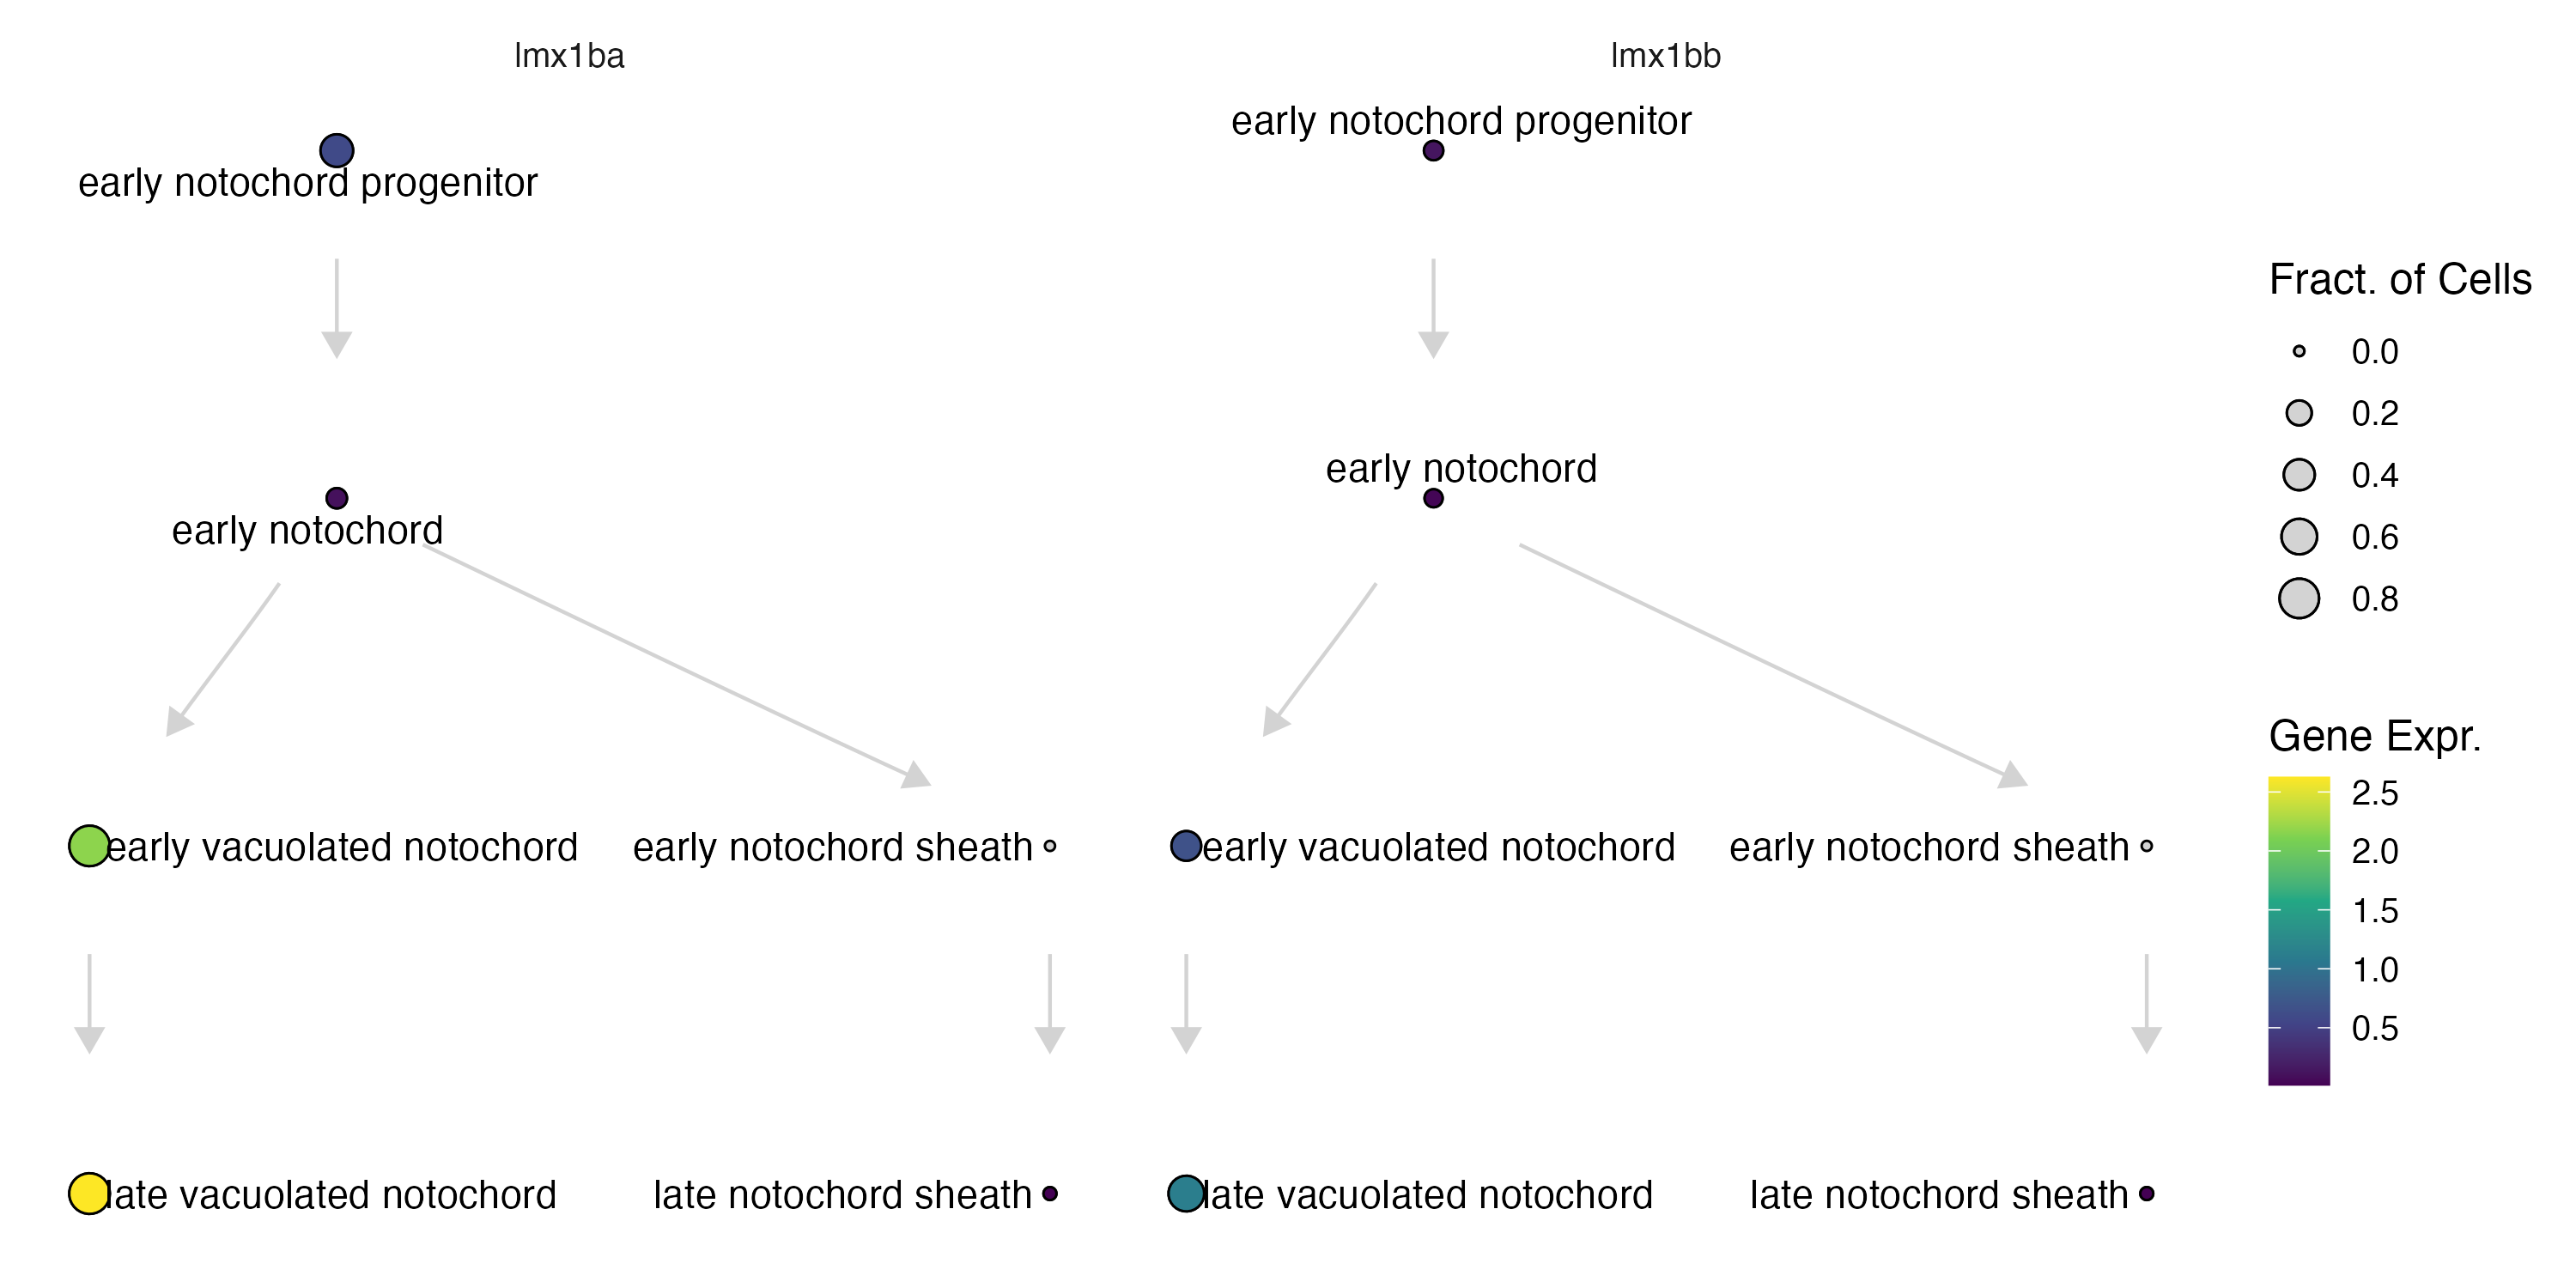 lmx1ba
early notochord progenitor
early notochord
early vacuolated notochord
early notochord sheath
late vacuolated notochord
late notochord sheath
lmx1bb
early notochord progenitor
early notochord
early vacuolated notochord
early notochord sheath
late vacuolated notochord
late notochord sheath
Fract. of Cells
0.0
0.2
0.4
0.6
0.8
Gene Expr.
2.5
2.0
1.5
1.0
0.5